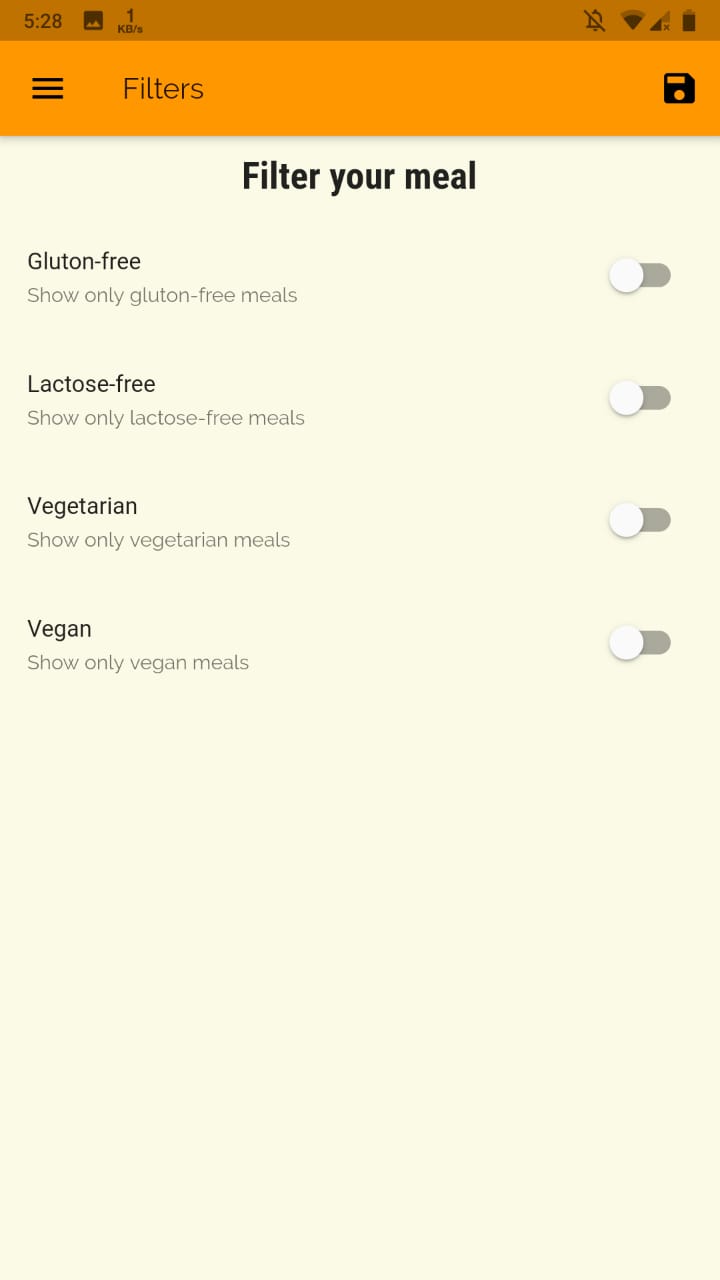 5:28
1
KB/s
Filters
Filter your meal
Gluton-free
Show only gluton-free meals
Lactose-free
Show only lactose-free meals
Vegetarian
Show only vegetarian meals
Vegan
Show only vegan meals